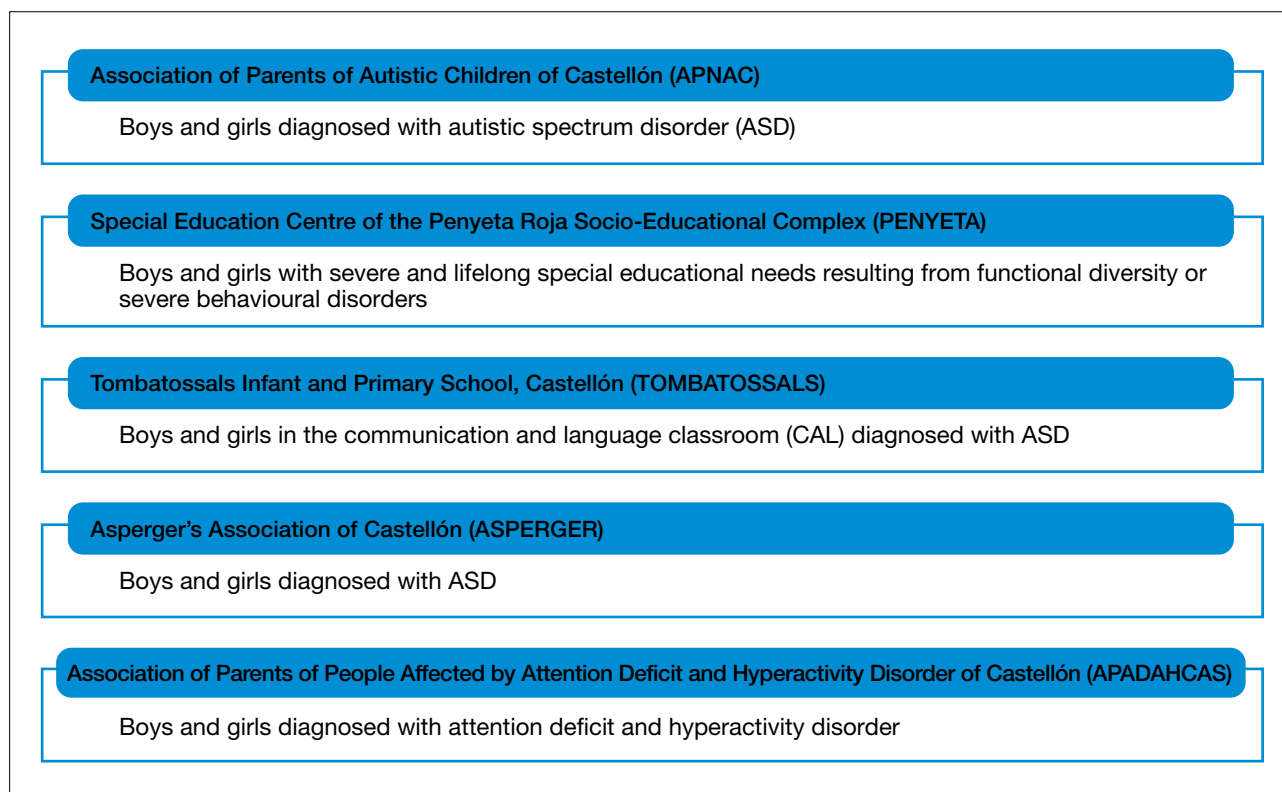 Association of Parents of Autistic Children of Castellón (APNAC)
Boys and girls diagnosed with autistic spectrum disorder (ASD)
Special Education Centre of the Penyeta Roja Socio-Educational Complex (PENYETA)
Boys and girls with severe and lifelong special educational needs resulting from functional diversity or
severe behavioural disorders
Tombatossals Infant and Primary School, Castellón (TOMBATOSSALS)
Boys and girls in the communication and language classroom (CAL) diagnosed with ASD
Asperger’s Association of Castellón (ASPERGER)
Boys and girls diagnosed with ASD
Association of Parents of People Affected by Attention Deficit and Hyperactivity Disorder of Castellón (APADAHCAS)
Boys and girls diagnosed with attention deficit and hyperactivity disorder